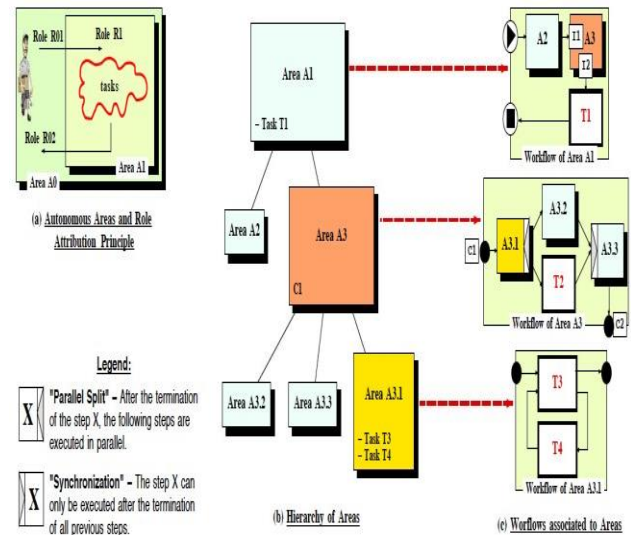 Role R01
Role R1
tasks
Role R02
Area A1
Area A0
(a) Autonomous Areas and Role
Attribution Principle
Legend:
X
"Parallel Split" – After the termination
of the step X, the following steps are
executed in parallel.
X
"Synchronization" – The step X can
only be executed after the termination
of all previous steps.
Area A1
– Task T1
Area A2
Area A3
C1
Area A3.2
Area A3.3
Area A3.1
– Task T3
– Task T4
(b) Hierarchy of Areas
A2
r1
A3
r2
T1
Workflow of Area A1
C1
A3.1
A3.2
T2
A3.3
C2
Workflow of Area A3
T3
T4
Workflow of Area A3.1
(c) Worflows associated to Areas